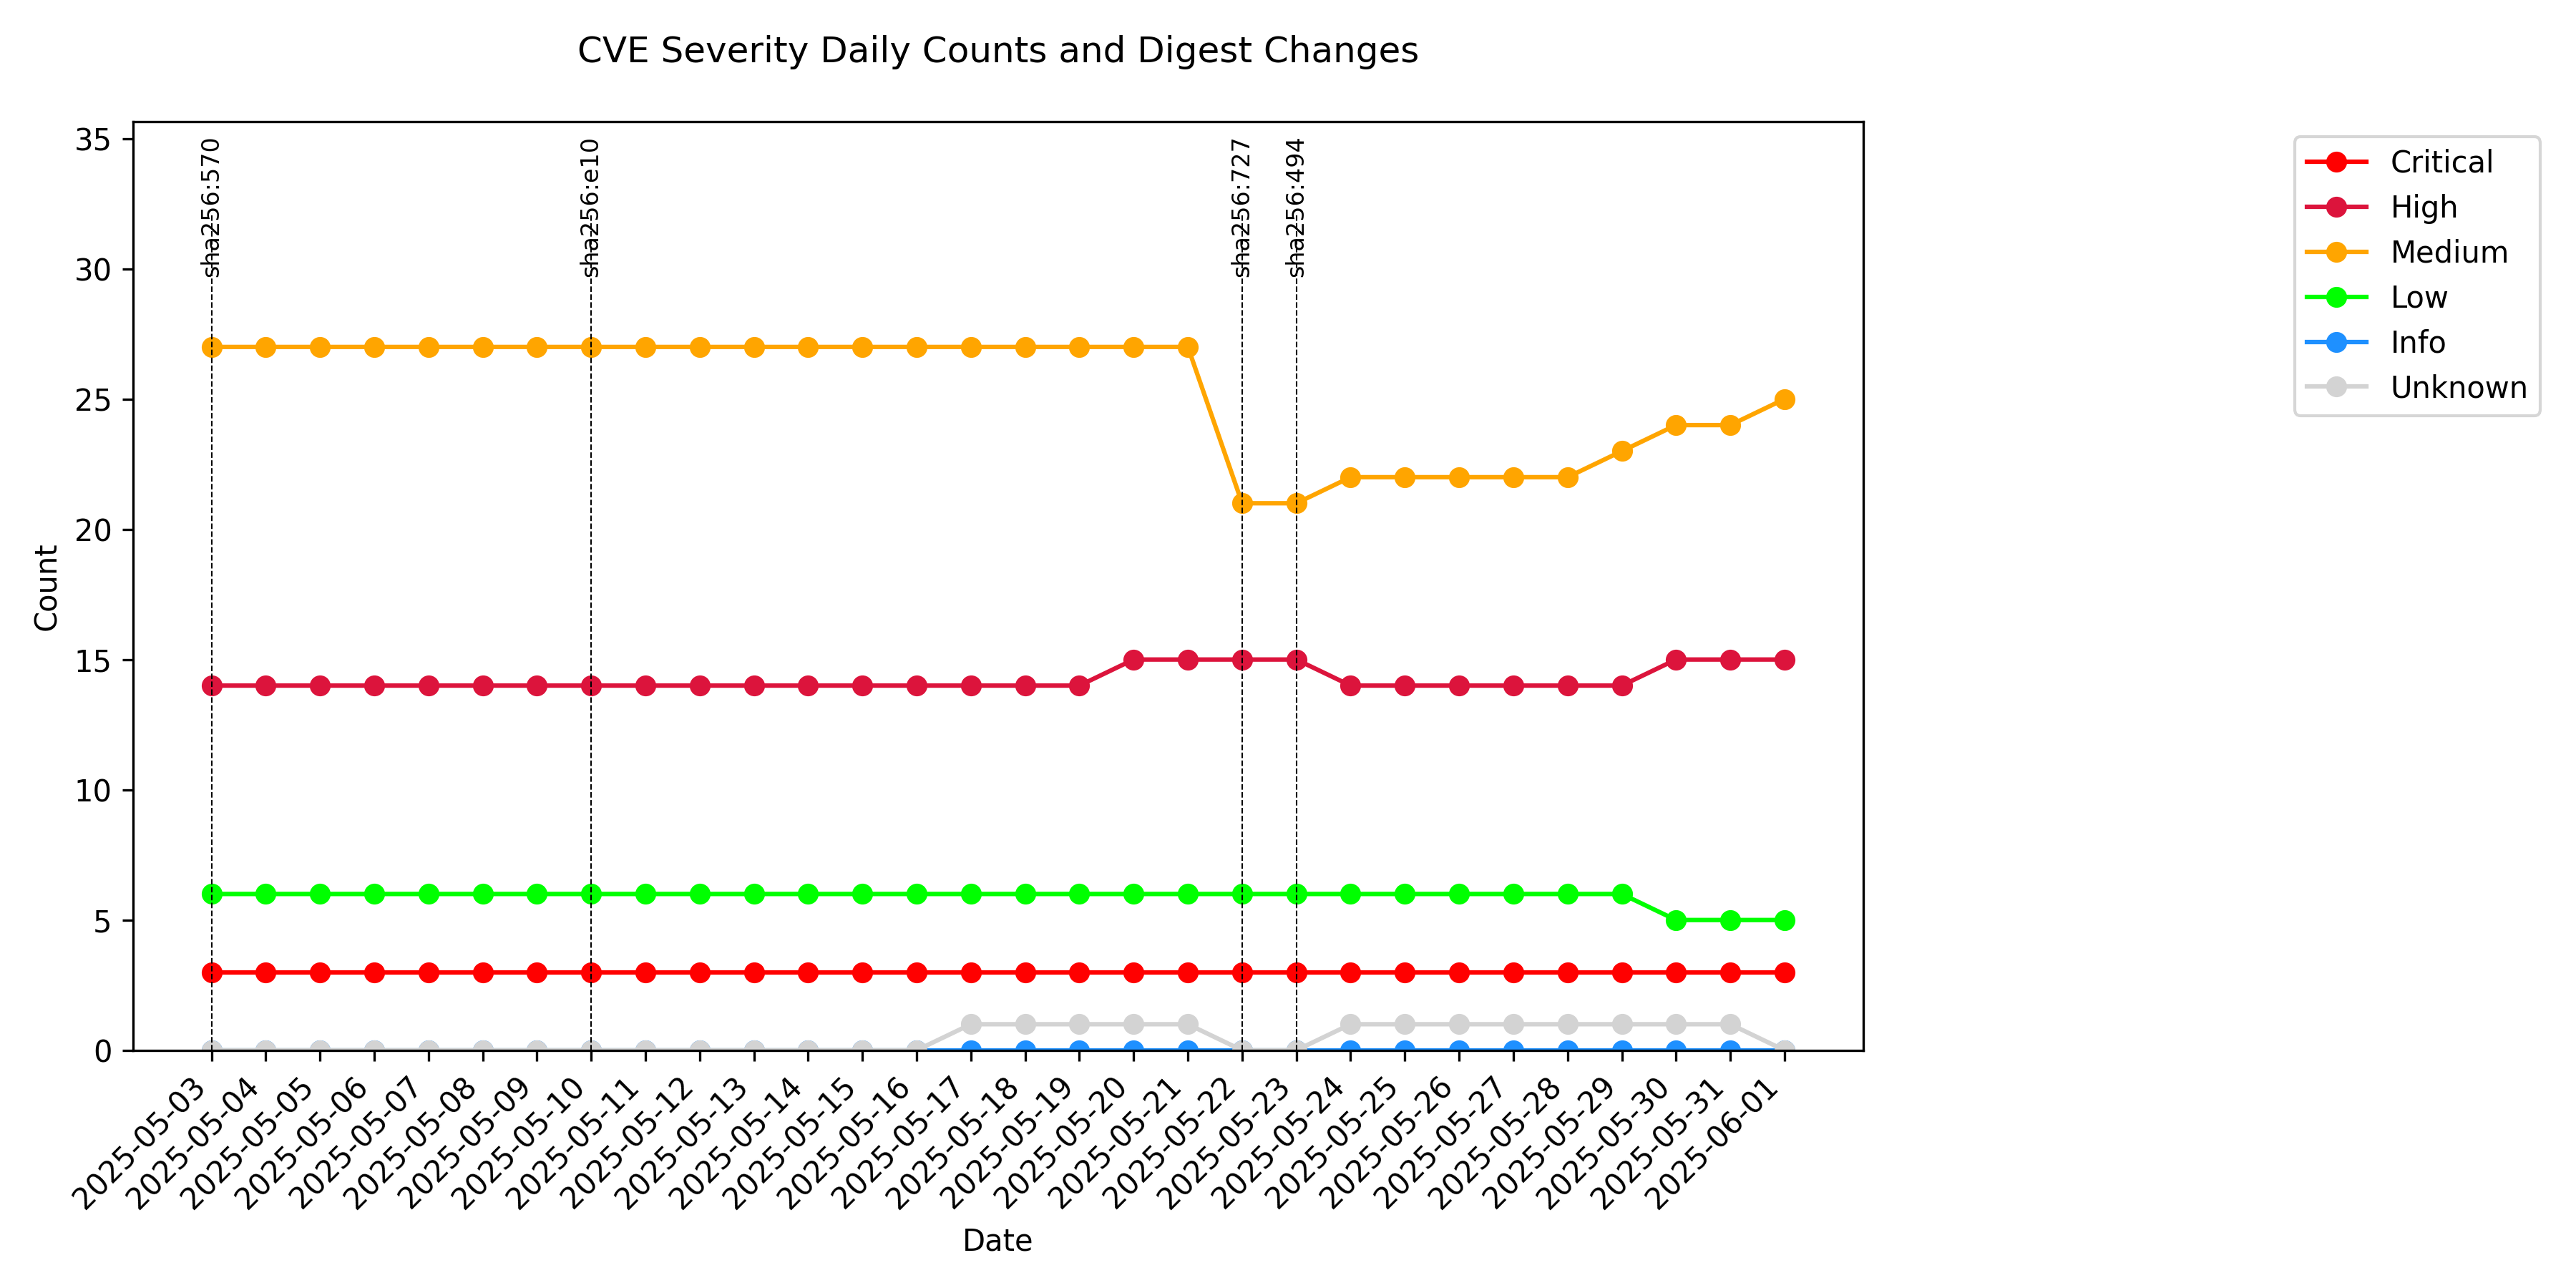 CVE Severity Daily Counts and Digest Changes
35
30
25
20
15
10
5
0
Count
sha256:570
sha256:e10
sha256:727
sha256:494
Critical
High
Medium
Low
Info
Unknown
2025-05-03
2025-05-04
2025-05-05
2025-05-06
2025-05-07
2025-05-08
2025-05-09
2025-05-10
2025-05-11
2025-05-12
2025-05-13
2025-05-14
2025-05-15
2025-05-16
2025-05-17
2025-05-18
2025-05-19
2025-05-20
2025-05-21
2025-05-22
2025-05-23
2025-05-24
2025-05-25
2025-05-26
2025-05-27
2025-05-28
2025-05-29
2025-05-30
2025-05-31
2025-06-01
Date